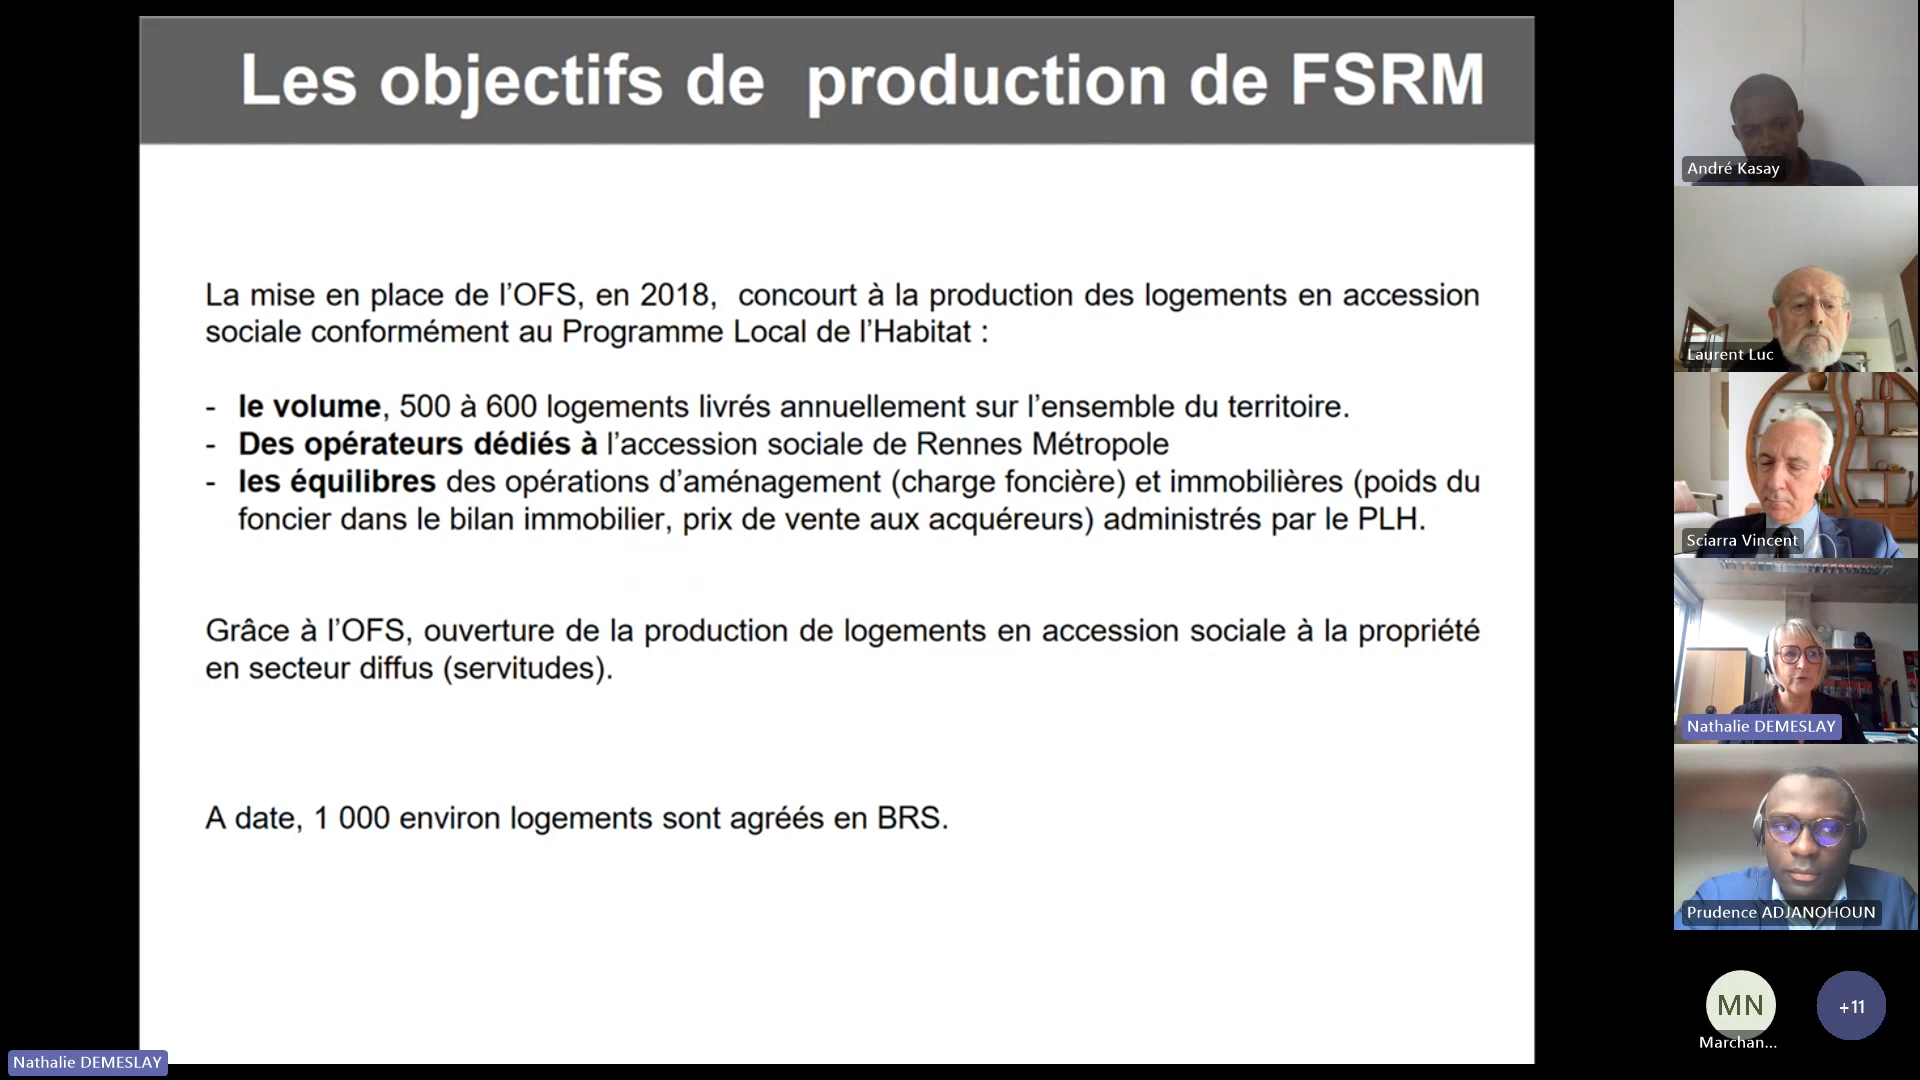 Les objectifs de production de FSRM
La mise en place de l’OFS, en 2018, concourt à la production des logements en accession
sociale conformément au Programme Local de l’Habitat :
- le volume, 500 à 600 logements livrés annuellement sur l’ensemble du territoire.
- Des opérateurs dédiés à l’accession sociale de Rennes Métropole
- les équilibres des opérations d’aménagement (charge foncière) et immobilières (poids du
foncier dans le bilan immobilier, prix de vente aux acquéreurs) administrés par le PLH.
Grâce à l’OFS, ouverture de la production de logements en accession sociale à la propriété
en secteur diffus (servitudes).
A date, 1 000 environ logements sont agréés en BRS.
Nathalie DEMESLAY
André Kasay
Laurent Luc
Sciarra Vincent
Nathalie DEMESLAY
Prudence ADJANOHOUN
MN
Marchan...
+11